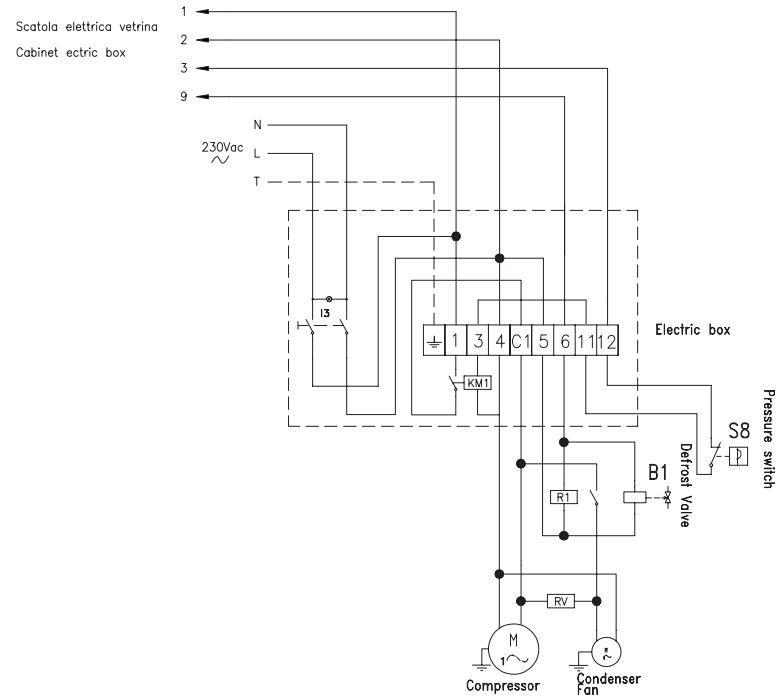 1
Scatola elettrica vetrina
2
Cabinet ectric box
3
9
N
230Vac L
T
I3
Electric box
1 3 4 C1 5 6 11 12
KM1
S8
Pressure switch
B1
Defrost Valve
R1
RV
M
1
M
Compressor
Condenser
Fan